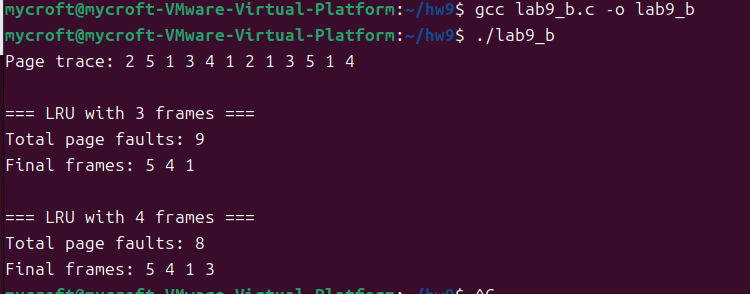 mycroft@mycroft-VMware-Virtual-Platform:~/hw9$ gcc lab9_b.c -o lab9_b
mycroft@mycroft-VMware-Virtual-Platform:~/hw9$ ./lab9_b
Page trace: 2 5 1 3 4 1 2 1 3 5 1 4
=== LRU with 3 frames ===
Total page faults: 9
Final frames: 5 4 1
=== LRU with 4 frames ===
Total page faults: 8
Final frames: 5 4 1 3
mycroft@mycroft-VMware-Virtual-Platform:~/hw9$ ^C